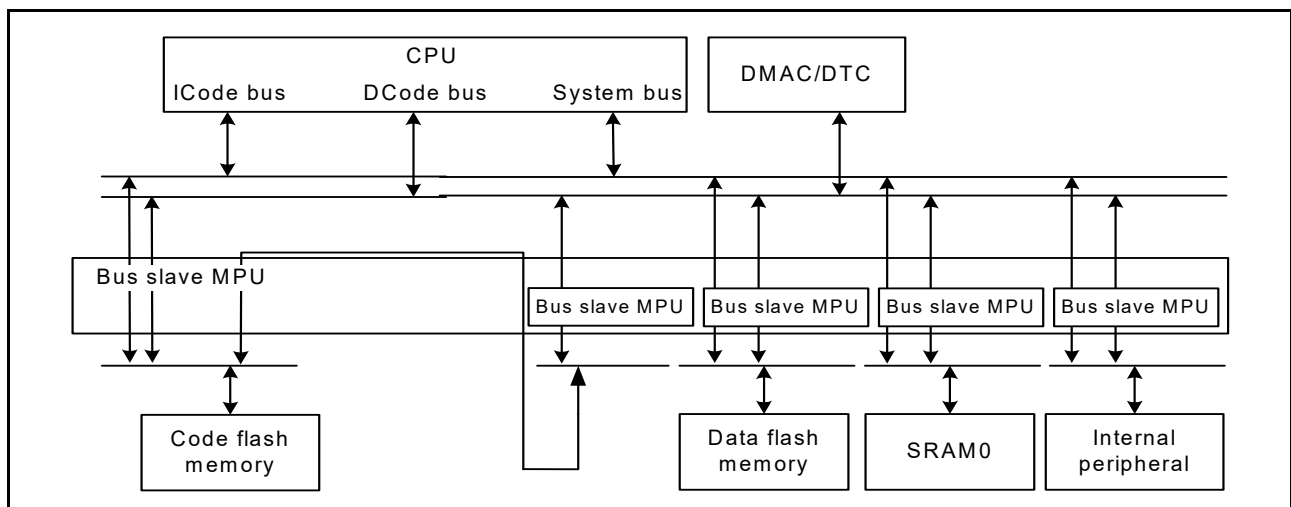 CPU
ICode bus
DCode bus
System bus
DMAC/DTC
Bus slave MPU
Bus slave MPU
Bus slave MPU
Bus slave MPU
Bus slave MPU
Code flash
memory
Data flash
memory
SRAM0
Internal
peripheral